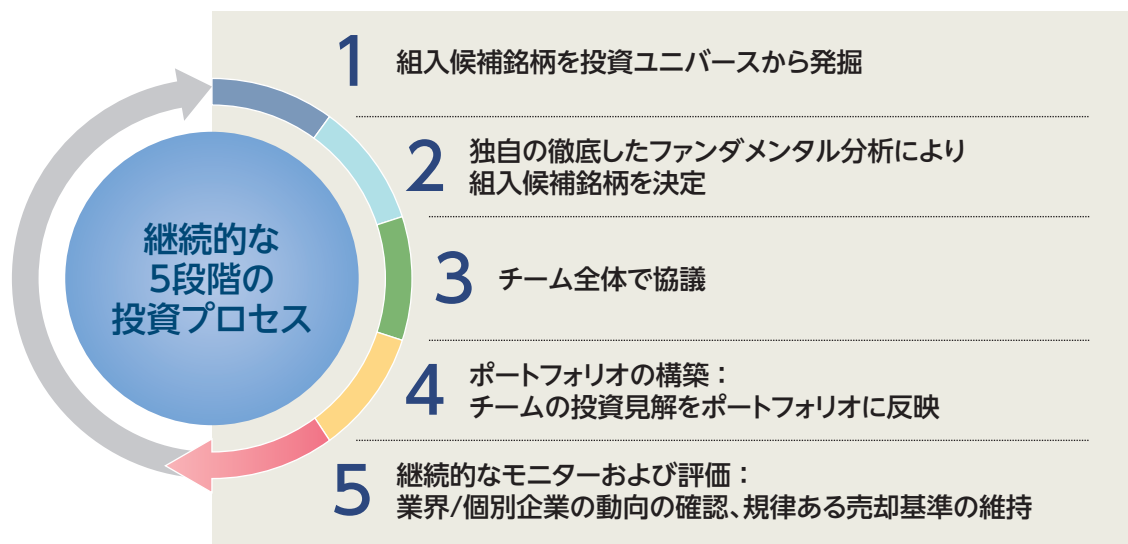 継続的な
5段階の
投資プロセス
1 組入候補銘柄を投資ユニバースから発掘
2 独自の徹底したファンダメンタル分析により
組入候補銘柄を決定
3 チーム全体で協議
4 ポートフォリオの構築：
チームの投資見解をポートフォリオに反映
5 継続的なモニターおよび評価：
業界/個別企業の動向の確認、規律ある売却基準の維持